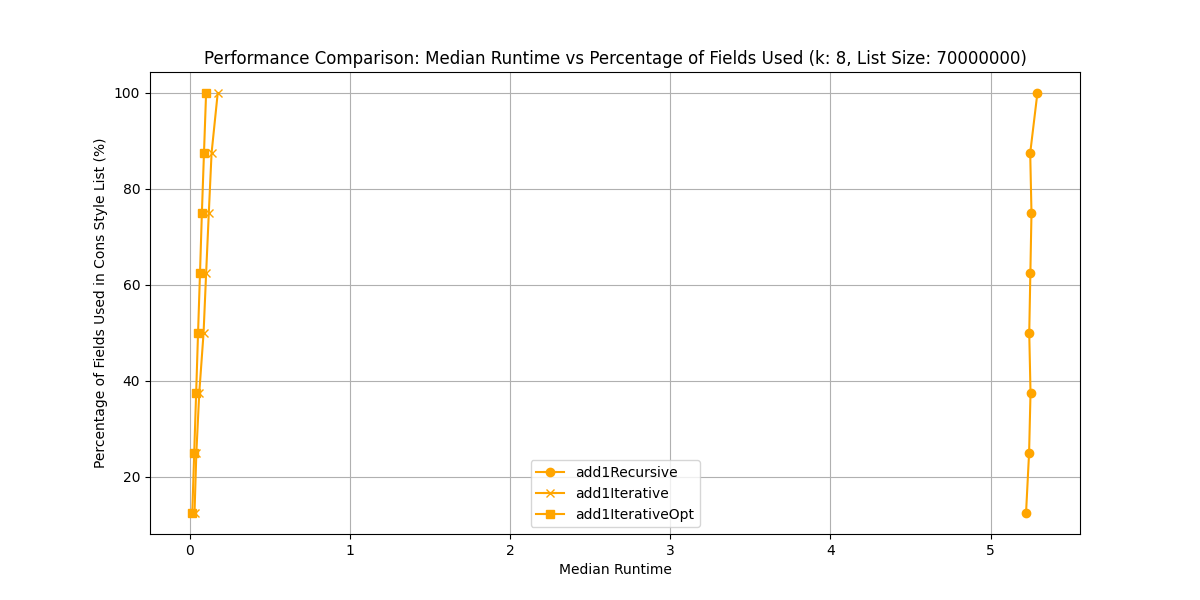 Performance Comparison: Median Runtime vs Percentage of Fields Used (k: 8, List Size: 70000000)
Percentage of Fields Used in Cons Style List (%)
100
80
60
40
20
add1Recursive
add1Iterative
add1IterativeOpt
0 1 2 3 4 5
Median Runtime